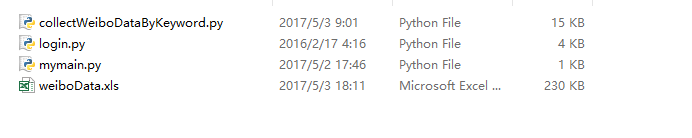 collectWeiboDataByKeyword.py 2017/5/3 9:01 Python File 15 KB
login.py 2016/2/17 4:16 Python File 4 KB
mymain.py 2017/5/2 17:46 Python File 1 KB
weiboData.xls 2017/5/3 18:11 Microsoft Excel ... 230 KB